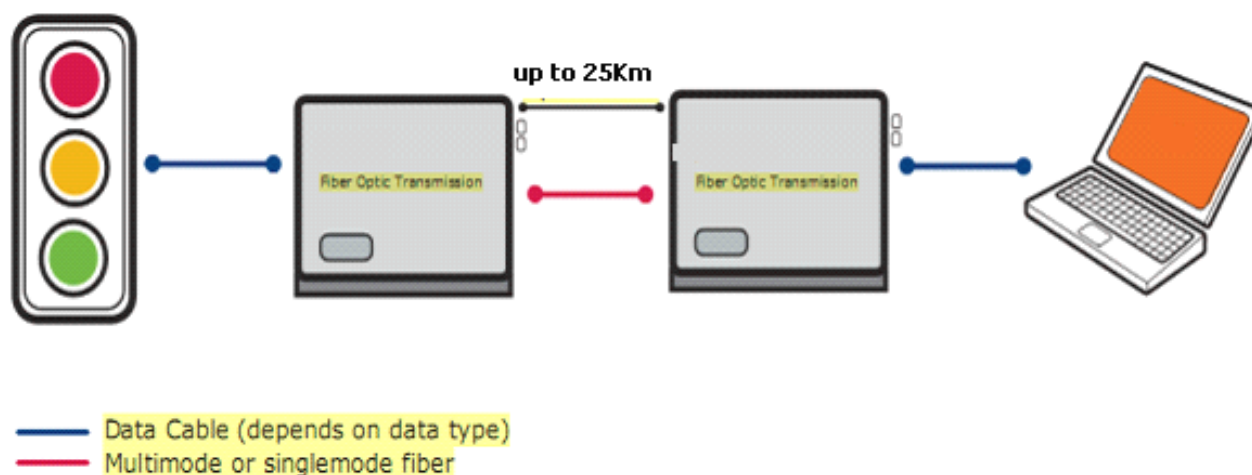 up to 25Km
Fiber Optic Transmission
Fiber Optic Transmission
Data Cable (depends on data type)
Multimode or singlemode fiber